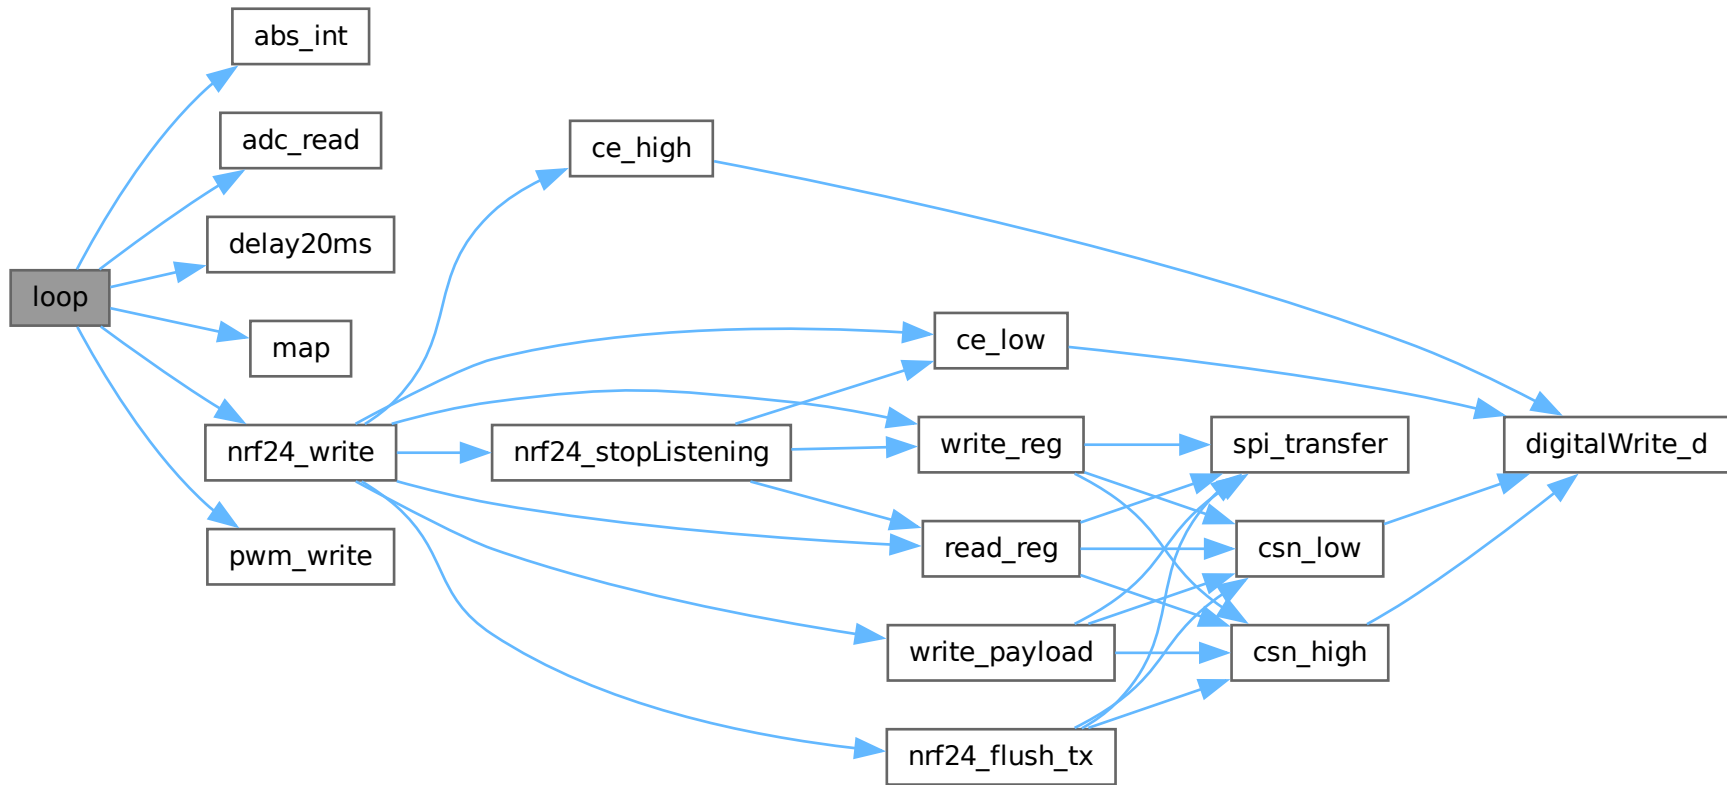 abs_int
adc_read
ce_high
delay20ms
loop
map
ce_low
nrf24_write
nrf24_stopListening
write_reg
spi_transfer
digitalWrite_d
pwm_write
read_reg
csn_low
write_payload
csn_high
nrf24_flush_tx